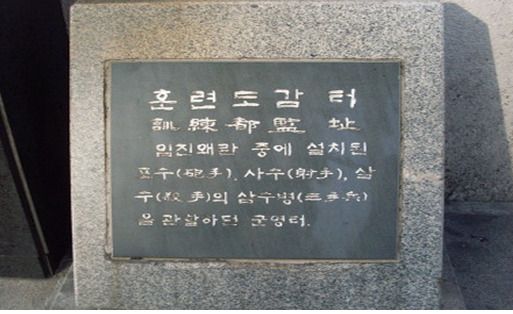 훈련도감 터
訓練都監 址
임진왜란 중에 설치된
포수(砲手), 사수(射手), 살
수(殺手)의 삼수병(三手兵)
을 관할하던 군영터.